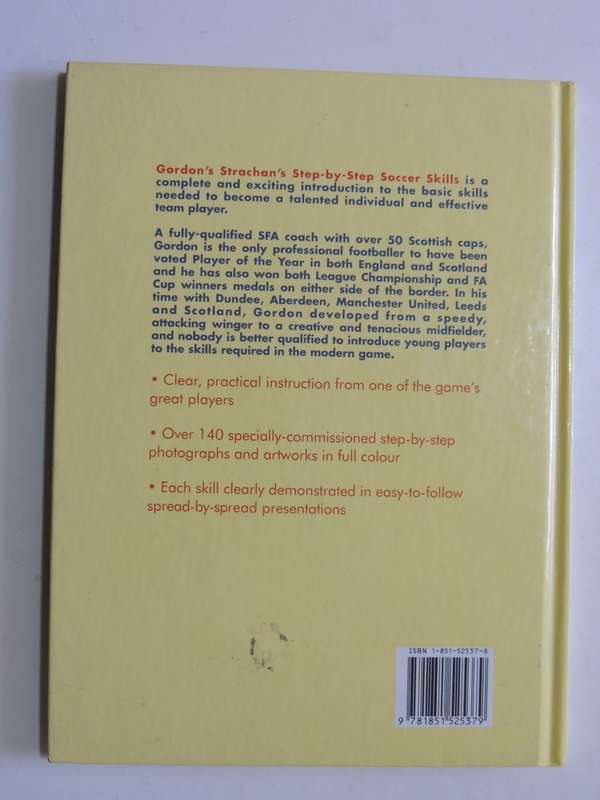 Gordon's Strachan's Step-by-Step Soccer Skills is a
complete and exciting introduction to the basic skills
needed to become a talented individual and effective
team player.
A fully-qualified SFA coach with over 50 Scottish caps,
Gordon is the only professional footballer to have been
voted Player of the Year in both England and Scotland
and he has also won both League Championship and FA
Cup winners medals on either side of the border. In his
time with Dundee, Aberdeen, Manchester United, Leeds
and Scotland, Gordon developed from a speedy,
attacking winger to a creative and tenacious midfielder,
and nobody is better qualified to introduce young players
to the skills required in the modern game.
• Clear, practical instruction from one of the game's
great players
• Over 140 specially-commissioned step-by-step
photographs and artworks in full colour
• Each skill clearly demonstrated in easy-to-follow
spread-by-spread presentations
ISBN 1-851-52537-8
9 781851 525379